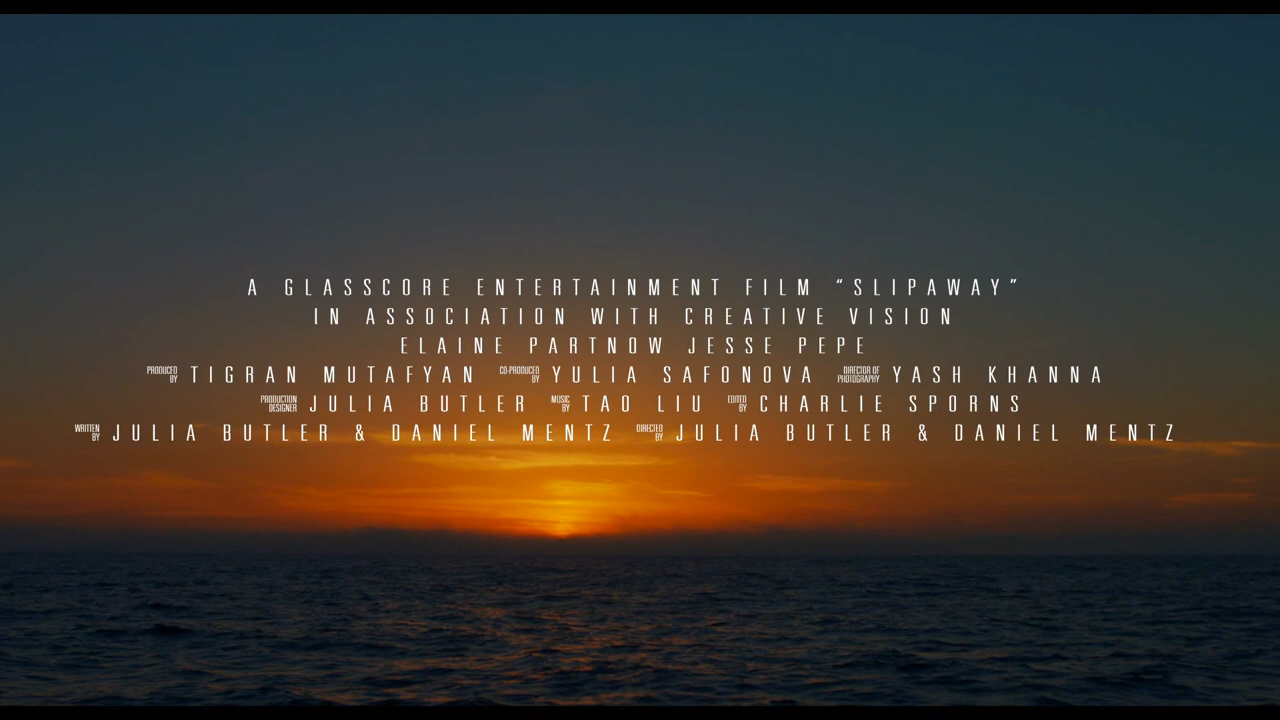 A GLASSCORE ENTERTAINMENT FILM “SLIPAWAY”
IN ASSOCIATION WITH CREATIVE VISION
ELAINE PARTNOW JESSE PEPE
PRODUCED BY TIGRAN MUTAFYAN CO-PRODUCED BY YULIA SAFONOVA DIRECTOR OF PHOTOGRAPHY YASH KHANNA
PRODUCTION DESIGNER JULIA BUTLER MUSIC BY TAO LIU EDITED BY CHARLIE SPORNS
WRITTEN BY JULIA BUTLER & DANIEL MENTZ DIRECTED BY JULIA BUTLER & DANIEL MENTZ